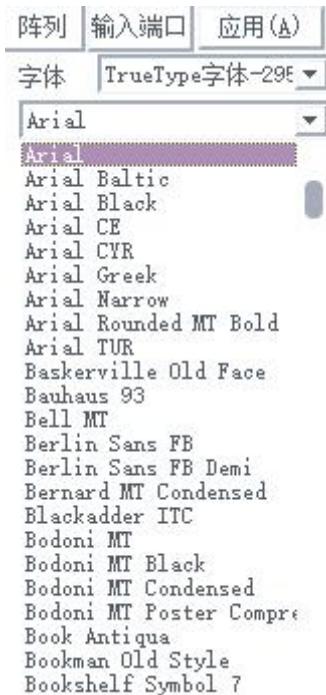 阵列 输入端口 应用(A)
字体 TrueType字体-295
Arial
Arial
Arial Baltic
Arial Black
Arial CE
Arial CYR
Arial Greek
Arial Narrow
Arial Rounded MT Bold
Arial TUR
Baskerville Old Face
Bauhaus 93
Bell MT
Berlin Sans FB
Berlin Sans FB Demi
Bernard MT Condensed
Blackadder ITC
Bodoni MT
Bodoni MT Black
Bodoni MT Condensed
Bodoni MT Poster Compre
Book Antiqua
Bookman Old Style
Bookshelf Symbol 7